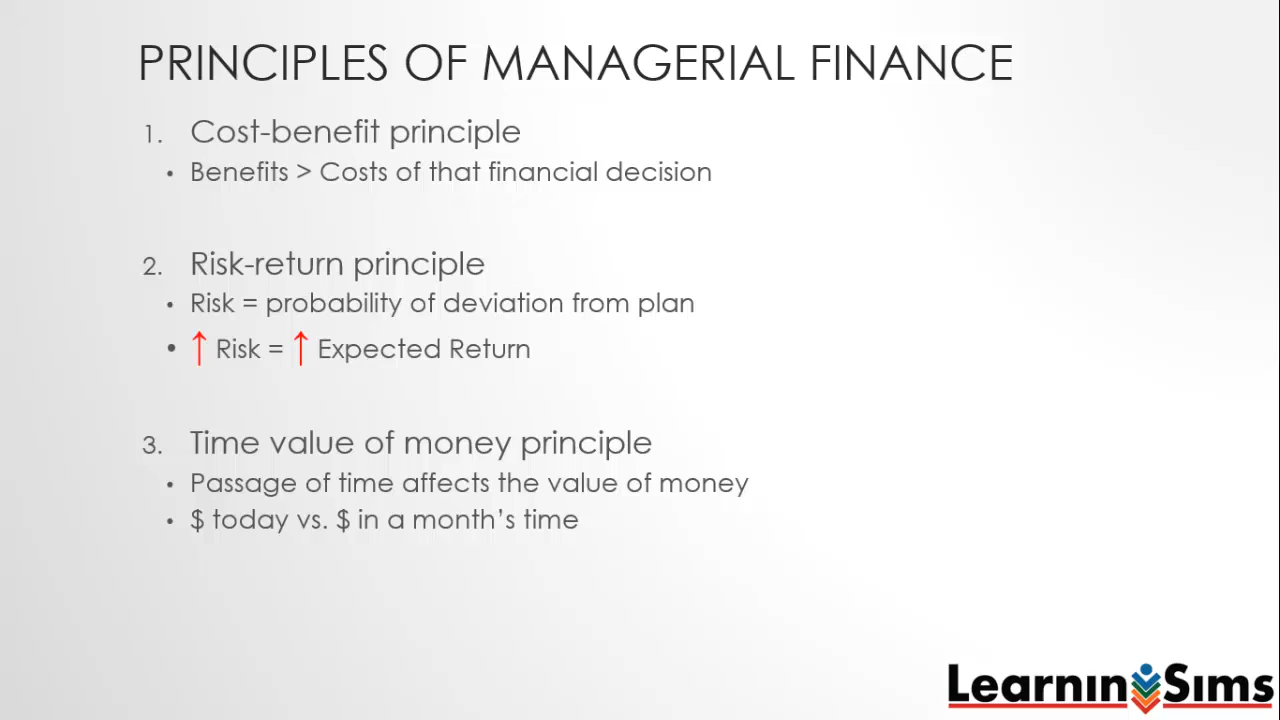 PRINCIPLES OF MANAGERIAL FINANCE
1. Cost-benefit principle
• Benefits > Costs of that financial decision
2. Risk-return principle
• Risk = probability of deviation from plan
• ↑ Risk = ↑ Expected Return
3. Time value of money principle
• Passage of time affects the value of money
• $ today vs. $ in a month’s time
Learnin Sims